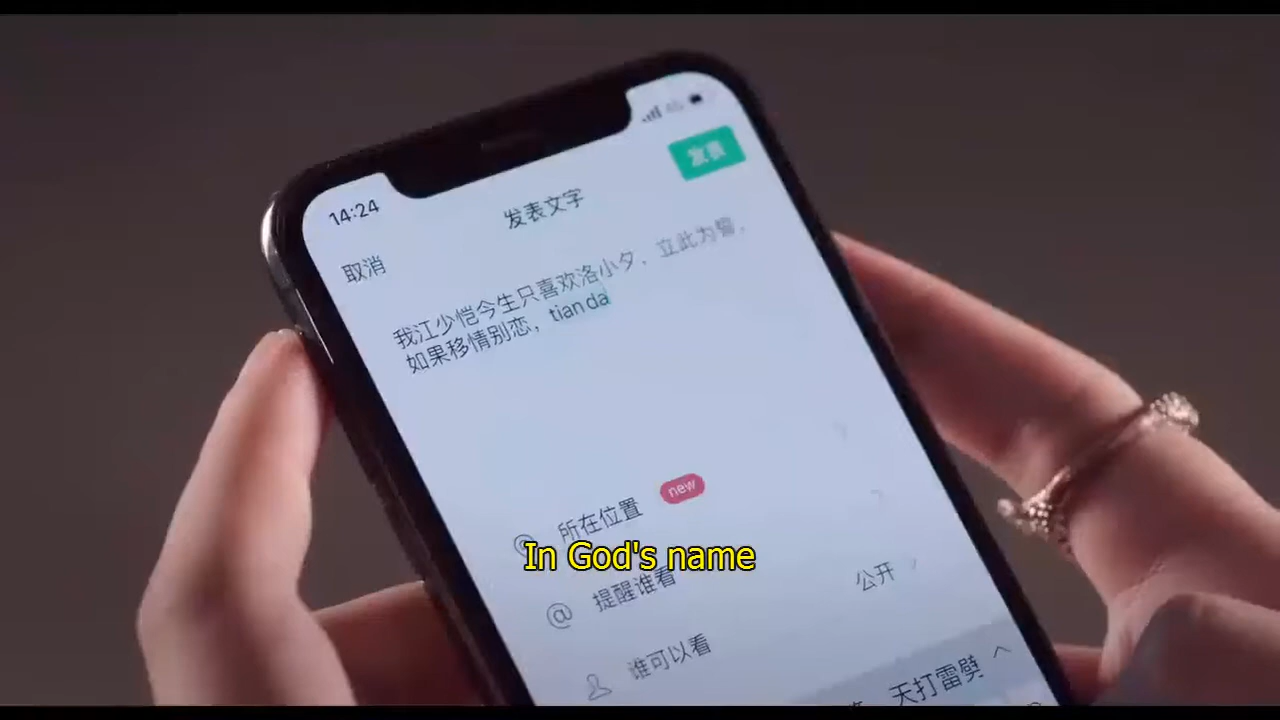 14:24
发表
取消
发表文字
我江少恺今生只喜欢洛小夕，立此为誓，
如果移情别恋，tian da
所在位置 new
In God's name
@ 提醒谁看
谁可以看 公开
天打雷劈